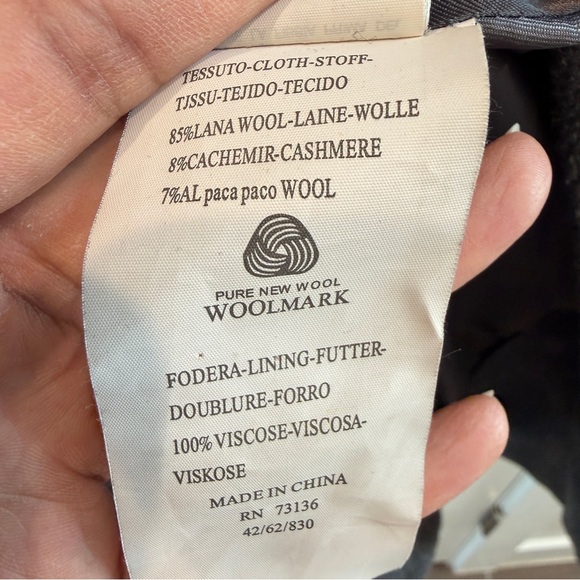 TESSUTO-CLOTH-STOFF-
TJSSU-TEJIDO-TECIDO
85%LANA WOOL-LAINE-WOLLE
8%CACHEMIR-CASHMERE
7%AL paca paco WOOL
PURE NEW WOOL
WOOLMARK
FODERA-LINING-FUTTER-
DOUBLURE-FORRO
100%VISCOSE-VISCOSA-
VISKOSE
MADE IN CHINA
RN 73136
42/62/830